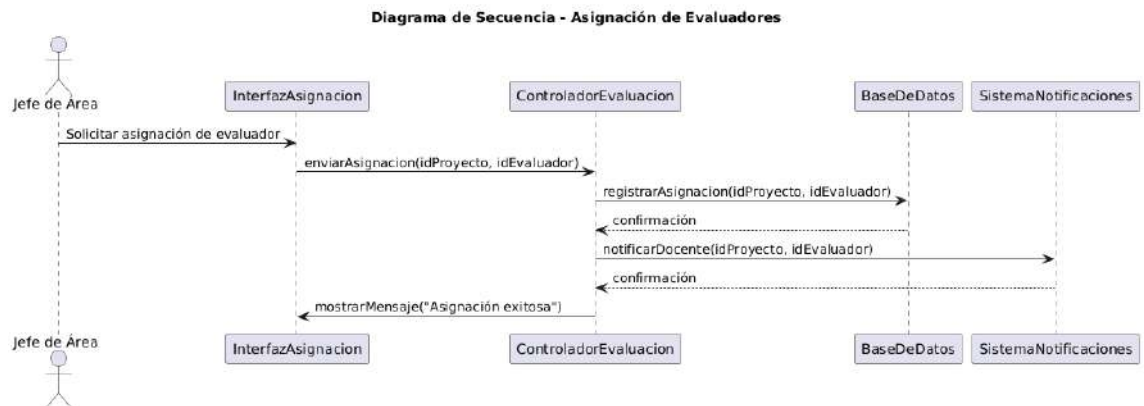 Diagrama de Secuencia - Asignación de Evaluadores
Jefe de Área
InterfazAsignacion
ControladorEvaluacion
BaseDeDatos
SistemaNotificaciones
Solicitar asignación de evaluador
enviarAsignacion(idProyecto, idEvaluador)
registrarAsignacion(idProyecto, idEvaluador)
confirmación
notificarDocente(idProyecto, idEvaluador)
confirmación
mostrarMensaje("Asignación exitosa")
Jefe de Área
InterfazAsignacion
ControladorEvaluacion
BaseDeDatos
SistemaNotificaciones